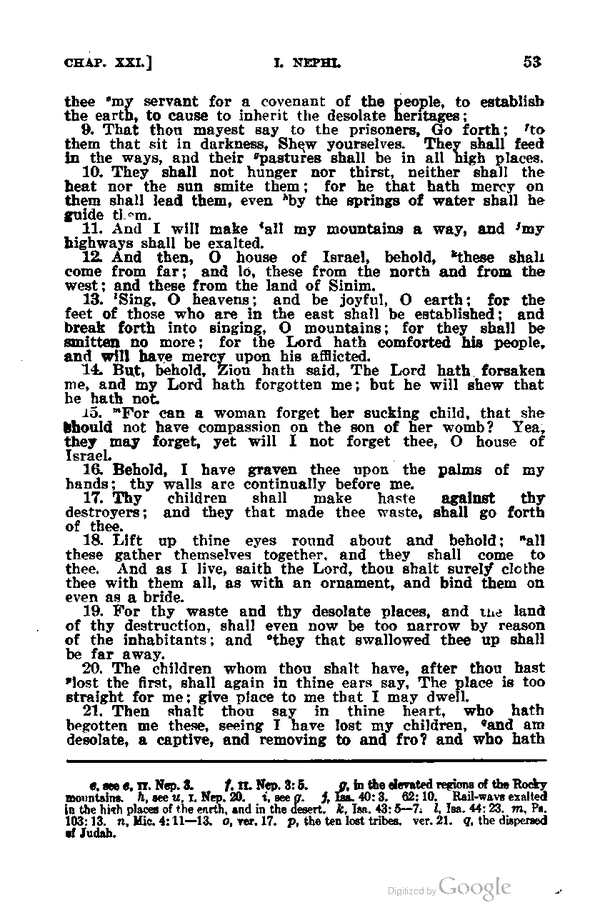 CHAP. XXI.] I. NEPHI. 53
thee ᵉmy servant for a covenant of the people, to establish
the earth, to cause to inherit the desolate heritages;
9. That thou mayest say to the prisoners, Go forth; ᶠto
them that sit in darkness, Shew yourselves. They shall feed
in the ways, and their ᵍpastures shall be in all high places.
10. They shall not hunger nor thirst, neither shall the
heat nor the sun smite them; for he that hath mercy on
them shall lead them, even ʰby the springs of water shall he
guide them.
11. And I will make ⁱall my mountains a way, and ʲmy
highways shall be exalted.
12. And then, O house of Israel, behold, ᵏthese shall
come from far; and lo, these from the north and from the
west; and these from the land of Sinim.
13. ˡSing, O heavens; and be joyful, O earth; for the
feet of those who are in the east shall be established; and
break forth into singing, O mountains; for they shall be
smitten no more; for the Lord hath comforted his people,
and will have mercy upon his afflicted.
14. But, behold, Zion hath said, The Lord hath forsaken
me, and my Lord hath forgotten me; but he will shew that
he hath not.
15. ᵐFor can a woman forget her sucking child, that she
should not have compassion on the son of her womb? Yea,
they may forget, yet will I not forget thee, O house of
Israel.
16. Behold, I have graven thee upon the palms of my
hands; thy walls are continually before me.
17. Thy children shall make haste against thy
destroyers; and they that made thee waste, shall go forth
of thee.
18. Lift up thine eyes round about and behold; ⁿall
these gather themselves together, and they shall come to
thee. And as I live, saith the Lord, thou shalt surely clothe
thee with them all, as with an ornament, and bind them on
even as a bride.
19. For thy waste and thy desolate places, and the land
of thy destruction, shall even now be too narrow by reason
of the inhabitants; and ᵒthey that swallowed thee up shall
be far away.
20. The children whom thou shalt have, after thou hast
ᵖlost the first, shall again in thine ears say, The place is too
straight for me; give place to me that I may dwell.
21. Then shalt thou say in thine heart, who hath
begotten me these, seeing I have lost my children, ᑫand am
desolate, a captive, and removing to and fro? and who hath
e, see e, II. Nep. 3. f, II. Nep. 3:5. g, in the elevated regions of the Rocky
mountains. h, see u, I. Nep. 20. i, see g. j, Isa. 40:3. 62:10. Rail-ways exalted
in the high places of the earth, and in the desert. k, Isa. 43:5—7. l, Isa. 44:23. m, Ps.
103:13. n, Mic. 4:11—13. o, ver. 17. p, the ten lost tribes. ver. 21. q, the dispersed
of Judah.
Digitized by Google